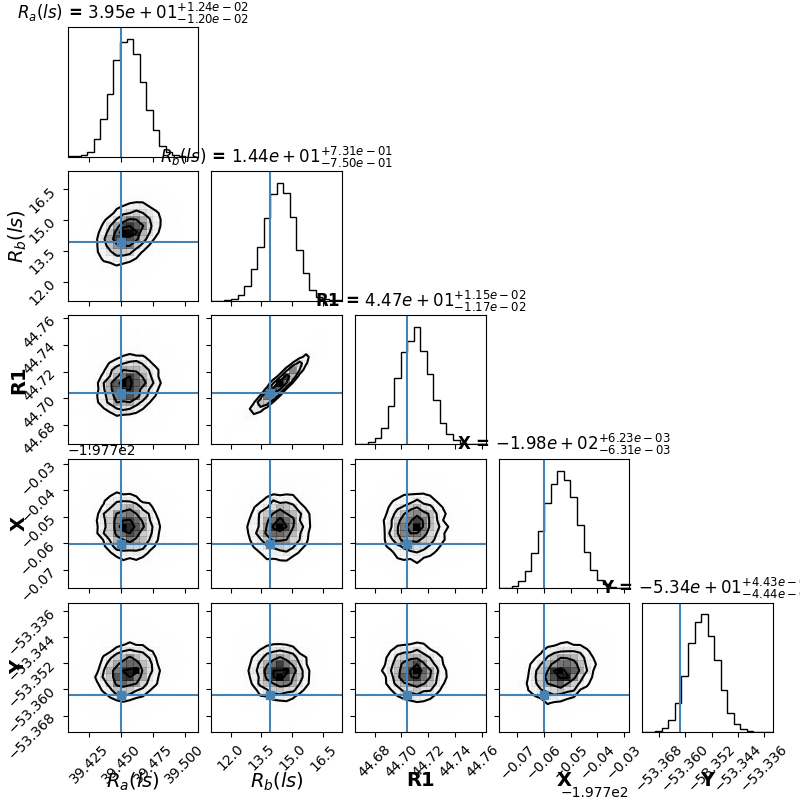 R_a(ls) = 3.95e+01^{+1.24e−02}_{−1.20e−02}
R_b(ls) = 1.44e+01^{+7.31e−01}_{−7.50e−01}
R_b(ls)
16.5
15.0
13.5
12.0
R1 = 4.47e+01^{+1.15e−02}_{−1.17e−02}
R1
44.76
44.74
44.72
44.70
44.68
X = −1.98e+02^{+6.23e−03}_{−6.31e−03}
−1.977e2
X
−0.03
−0.04
−0.05
−0.06
−0.07
Y = −5.34e+01^{+4.43e−}_{−4.44e−}
Y
−53.336
−53.344
−53.352
−53.360
−53.368
39.425 39.450 39.475 39.500
12.0 13.5 15.0 16.5
44.68 44.70 44.72 44.74 44.76
−0.07 −0.06 −0.05 −0.04 −0.03
−53.368 −53.360 −53.352 −53.344 −53.336
R_a(ls) R_b(ls) R1 X Y
−1.977e2